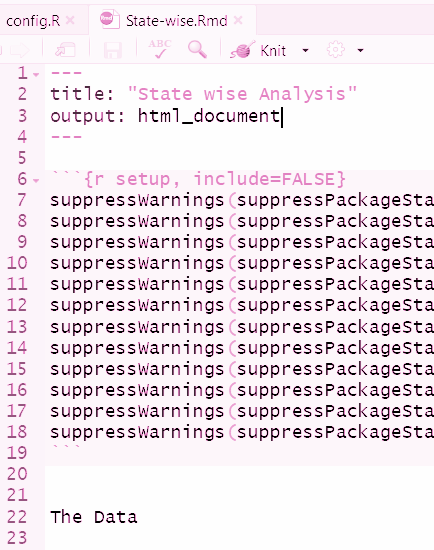 config.R × State-wise.Rmd ×
ABC Knit
1 ---
2 title: "State wise Analysis"
3 output: html_document
4 ---
5
6 ```{r setup, include=FALSE}
7 suppressWarnings(suppressPackageSta
8 suppressWarnings(suppressPackageSta
9 suppressWarnings(suppressPackageSta
10 suppressWarnings(suppressPackageSta
11 suppressWarnings(suppressPackageSta
12 suppressWarnings(suppressPackageSta
13 suppressWarnings(suppressPackageSta
14 suppressWarnings(suppressPackageSta
15 suppressWarnings(suppressPackageSta
16 suppressWarnings(suppressPackageSta
17 suppressWarnings(suppressPackageSta
18 suppressWarnings(suppressPackageSta
19 ```
20
21
22 The Data
23